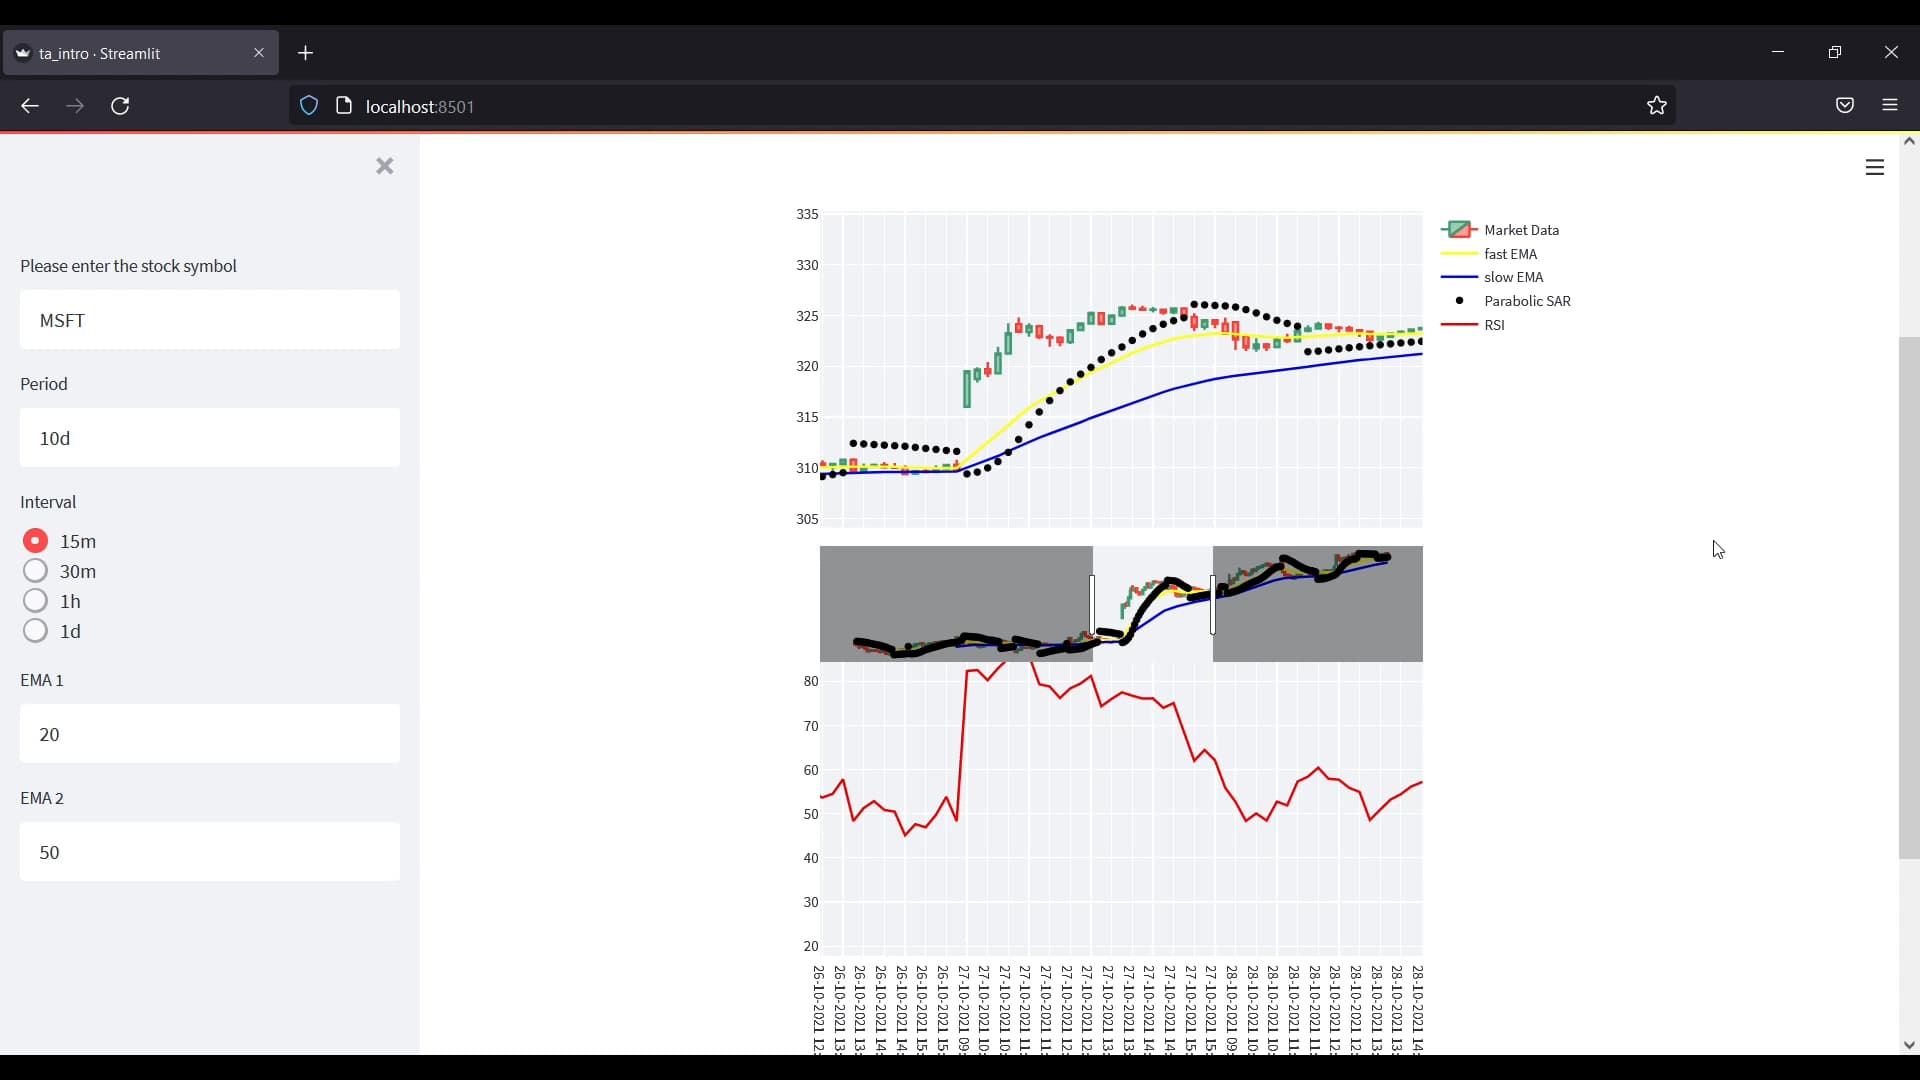 ta_intro · Streamlit
localhost:8501
Please enter the stock symbol
MSFT
Period
10d
Interval
15m
30m
1h
1d
EMA 1
20
EMA 2
50
335
330
325
320
315
310
305
Market Data
fast EMA
slow EMA
Parabolic SAR
RSI
80
70
60
50
40
30
20
26-10-2021 12:
26-10-2021 13:
26-10-2021 13:
26-10-2021 14:
26-10-2021 14:
26-10-2021 15:
26-10-2021 15:
27-10-2021 09:
27-10-2021 10:
27-10-2021 10:
27-10-2021 11:
27-10-2021 11:
27-10-2021 12:
27-10-2021 12:
27-10-2021 13:
27-10-2021 13:
27-10-2021 14:
27-10-2021 14:
27-10-2021 15:
27-10-2021 15:
28-10-2021 09:
28-10-2021 10:
28-10-2021 10:
28-10-2021 11:
28-10-2021 11:
28-10-2021 12:
28-10-2021 12:
28-10-2021 13:
28-10-2021 13:
28-10-2021 14: